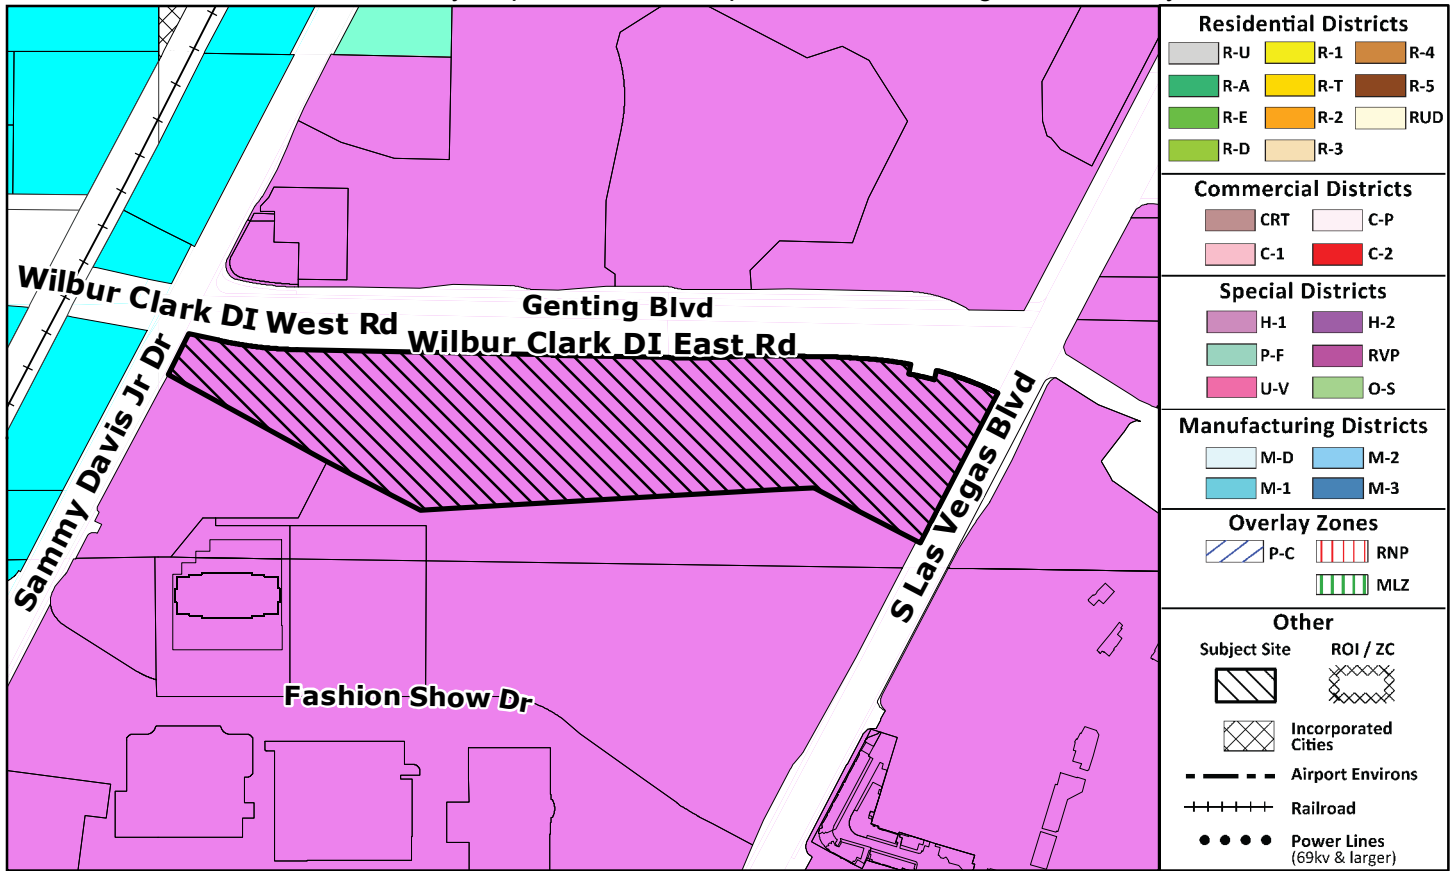 Wilbur Clark DI West Rd
Genting Blvd
Wilbur Clark DI East Rd
Sammy Davis Jr Dr
S Las Vegas Blvd
Fashion Show Dr
Residential Districts
R-U R-1 R-4
R-A R-T R-5
R-E R-2 RUD
R-D R-3
Commercial Districts
CRT C-P
C-1 C-2
Special Districts
H-1 H-2
P-F RVP
U-V O-S
Manufacturing Districts
M-D M-2
M-1 M-3
Overlay Zones
P-C RNP
MLZ
Other
Subject Site ROI / ZC
Incorporated
Cities
Airport Environs
Railroad
Power Lines
(69kv & larger)